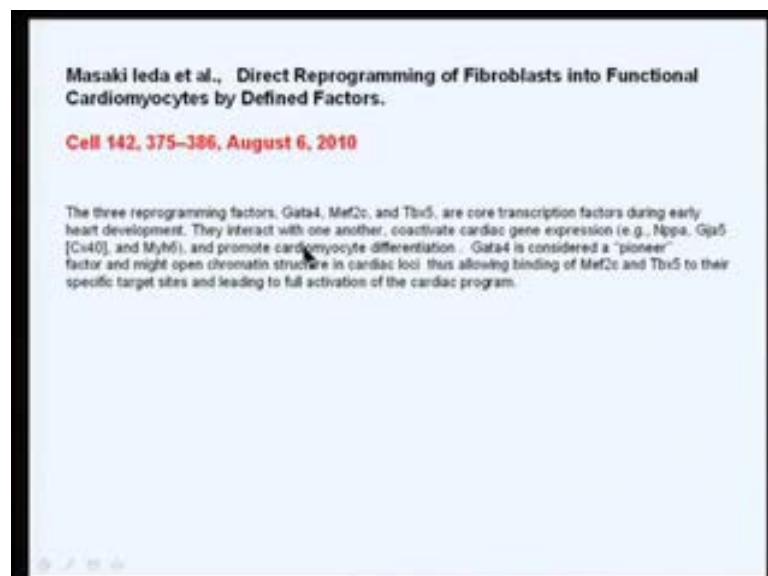 Masaki Ieda et al., Direct Reprogramming of Fibroblasts into Functional
Cardiomyocytes by Defined Factors.
Cell 142, 375–386, August 6, 2010
The three reprogramming factors, Gata4, Mef2c, and Tbx5, are core transcription factors during early
heart development. They interact with one another, coactivate cardiac gene expression (e.g., Nppa, Gja5
[Cx40], and Myh6), and promote cardiomyocyte differentiation. Gata4 is considered a "pioneer"
factor and might open chromatin structure in cardiac loci thus allowing binding of Mef2c and Tbx5 to their
specific target sites and leading to full activation of the cardiac program.